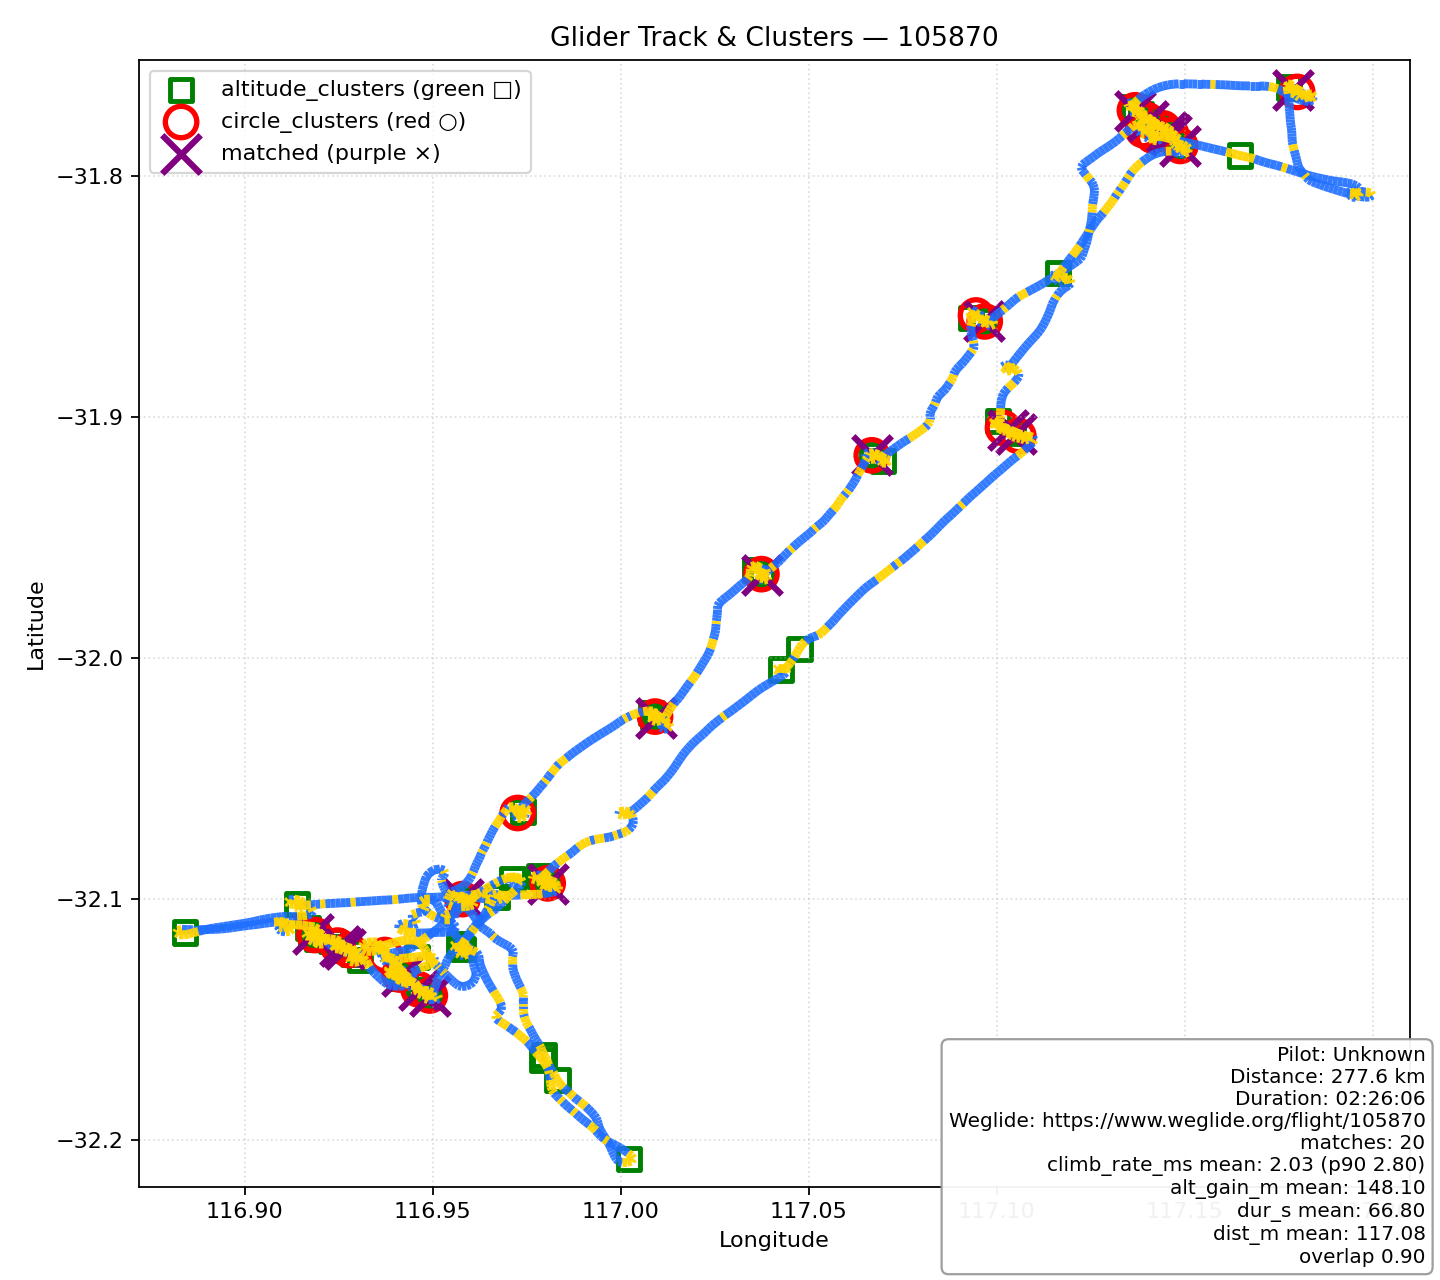 Glider Track & Clusters — 105870
altitude_clusters (green □)
circle_clusters (red ○)
matched (purple ×)
−31.8
−31.9
−32.0
−32.1
−32.2
Latitude
116.90
116.95
117.00
117.05
117.10
117.15
Longitude
Pilot: Unknown
Distance: 277.6 km
Duration: 02:26:06
Weglide: https://www.weglide.org/flight/105870
matches: 20
climb_rate_ms mean: 2.03 (p90 2.80)
alt_gain_m mean: 148.10
dur_s mean: 66.80
dist_m mean: 117.08
overlap 0.90